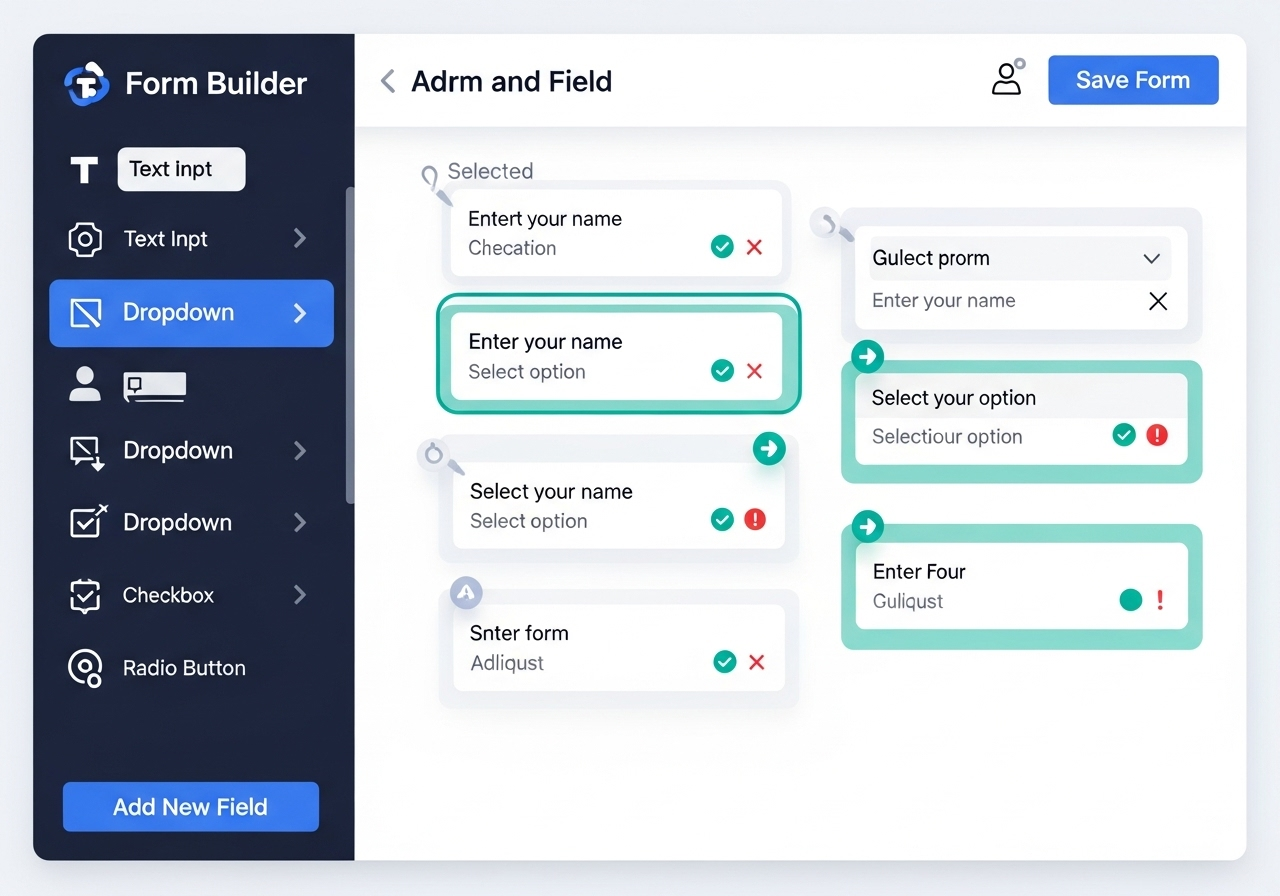 Form Builder
Text inpt
Text Inpt
Dropdown
Dropdown
Dropdown
Checkbox
Radio Button
Add New Field
Adrm and Field
Save Form
Selected
Entert your name
Checation
Enter your name
Select option
Select your name
Select option
Snter form
Adliqust
Gulect prorm
Enter your name
Select your option
Selectiour option
Enter Four
Guliqust